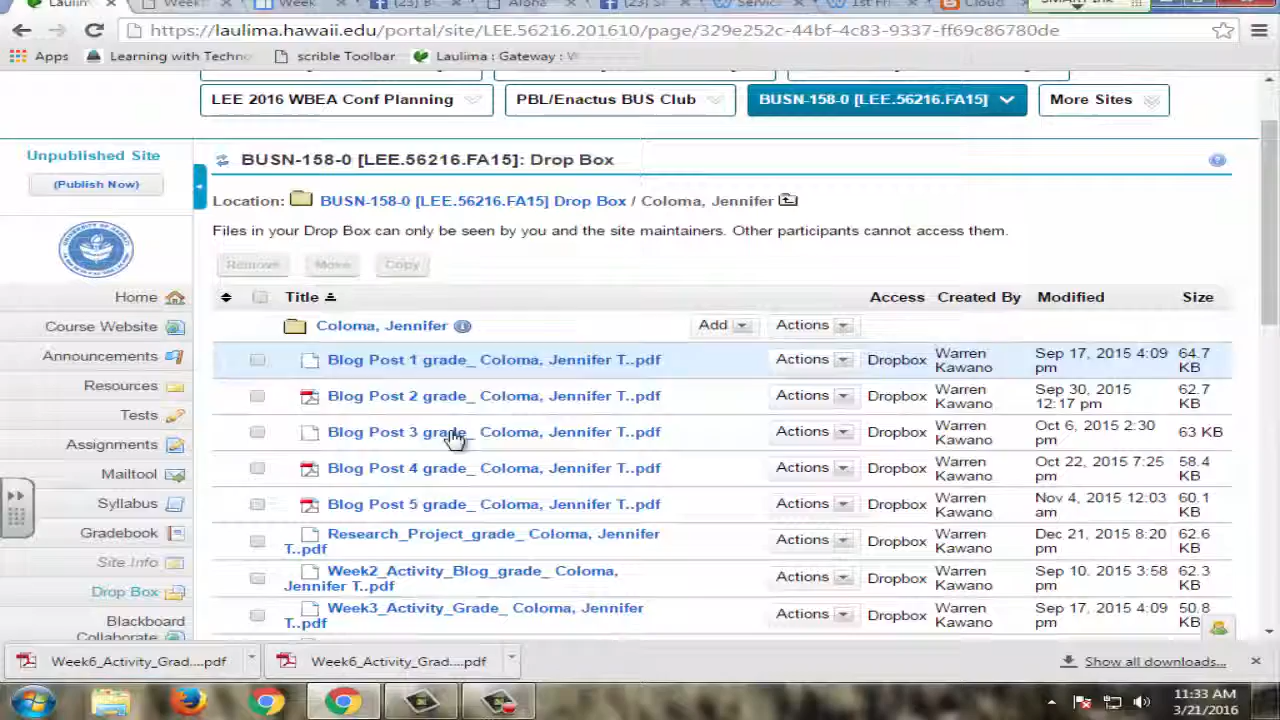 Laulim
Week
Week
(23) B
Aloha
(23) S
Servic
1st Fri
Cloud
https://laulima.hawaii.edu/portal/site/LEE.56216.201610/page/329e252c-44bf-4c83-9337-ff69c86780de
Apps Learning with Techno scrible Toolbar Laulima : Gateway : W
LEE 2016 WBEA Conf Planning PBL/Enactus BUS Club BUSN-158-0 [LEE.56216.FA15] More Sites
Unpublished Site
(Publish Now)
Home
Course Website
Announcements
Resources
Tests
Assignments
Mailtool
Syllabus
Gradebook
Site Info
Drop Box
Blackboard
Collaborate
BUSN-158-0 [LEE.56216.FA15]: Drop Box
Location: BUSN-158-0 [LEE.56216.FA15] Drop Box / Coloma, Jennifer
Files in your Drop Box can only be seen by you and the site maintainers. Other participants cannot access them.
Remove Move Copy
Title Access Created By Modified Size
Coloma, Jennifer Add Actions
Blog Post 1 grade_ Coloma, Jennifer T..pdf Actions Dropbox Warren Kawano Sep 17, 2015 4:09 pm 64.7 KB
Blog Post 2 grade_ Coloma, Jennifer T..pdf Actions Dropbox Warren Kawano Sep 30, 2015 12:17 pm 62.7 KB
Blog Post 3 grade_ Coloma, Jennifer T..pdf Actions Dropbox Warren Kawano Oct 6, 2015 2:30 pm 63 KB
Blog Post 4 grade_ Coloma, Jennifer T..pdf Actions Dropbox Warren Kawano Oct 22, 2015 7:25 pm 58.4 KB
Blog Post 5 grade_ Coloma, Jennifer T..pdf Actions Dropbox Warren Kawano Nov 4, 2015 12:03 am 60.1 KB
Research_Project_grade_ Coloma, Jennifer T..pdf Actions Dropbox Warren Kawano Dec 21, 2015 8:20 pm 62.6 KB
Week2_Activity_Blog_grade_ Coloma, Jennifer T..pdf Actions Dropbox Warren Kawano Sep 10, 2015 3:58 pm 62.3 KB
Week3_Activity_Grade_ Coloma, Jennifer T..pdf Actions Dropbox Warren Kawano Sep 17, 2015 4:09 pm 50.8 KB
Week6_Activity_Grad....pdf Week6_Activity_Grad....pdf Show all downloads...
11:33 AM
3/21/2016